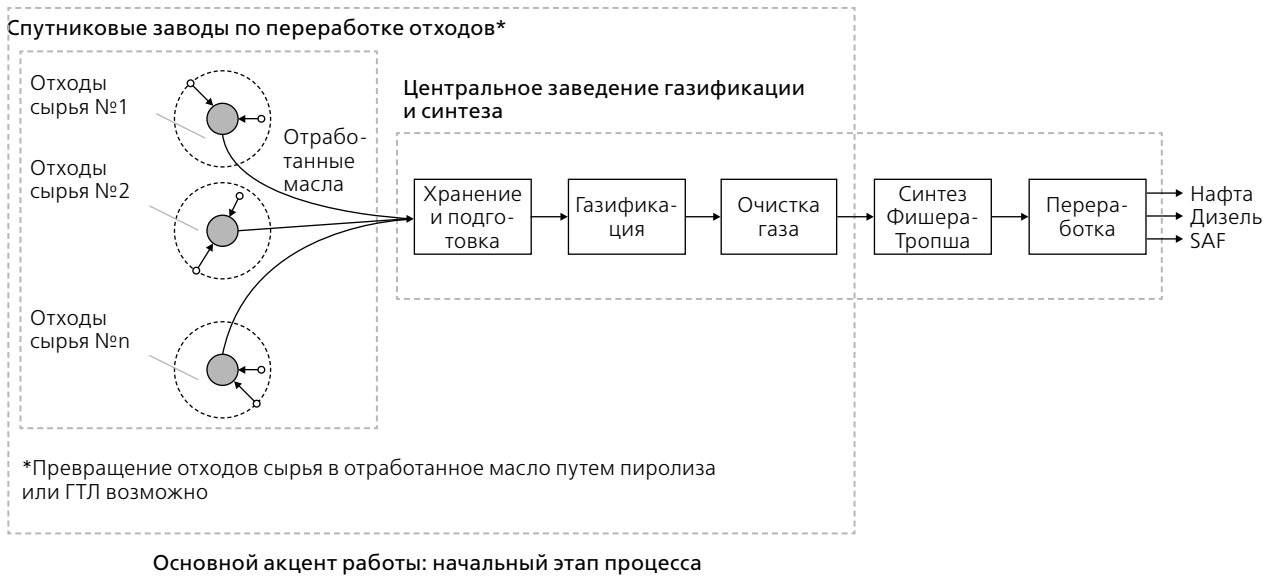 Спутниковые заводы по переработке отходов*
Отходы
сырья №1
Отходы
сырья №2
Отходы
сырья №n
Отрабо-
танные
масла
Центральное заведение газификации
и синтеза
Хранение
и подго-
товка
Газифика-
ция
Очистка
газа
Синтез
Фишера-
Тропша
Перера-
ботка
Нафта
Дизель
SAF
*Превращение отходов сырья в отработанное масло путем пиролиза
или ГТЛ возможно
Основной акцент работы: начальный этап процесса